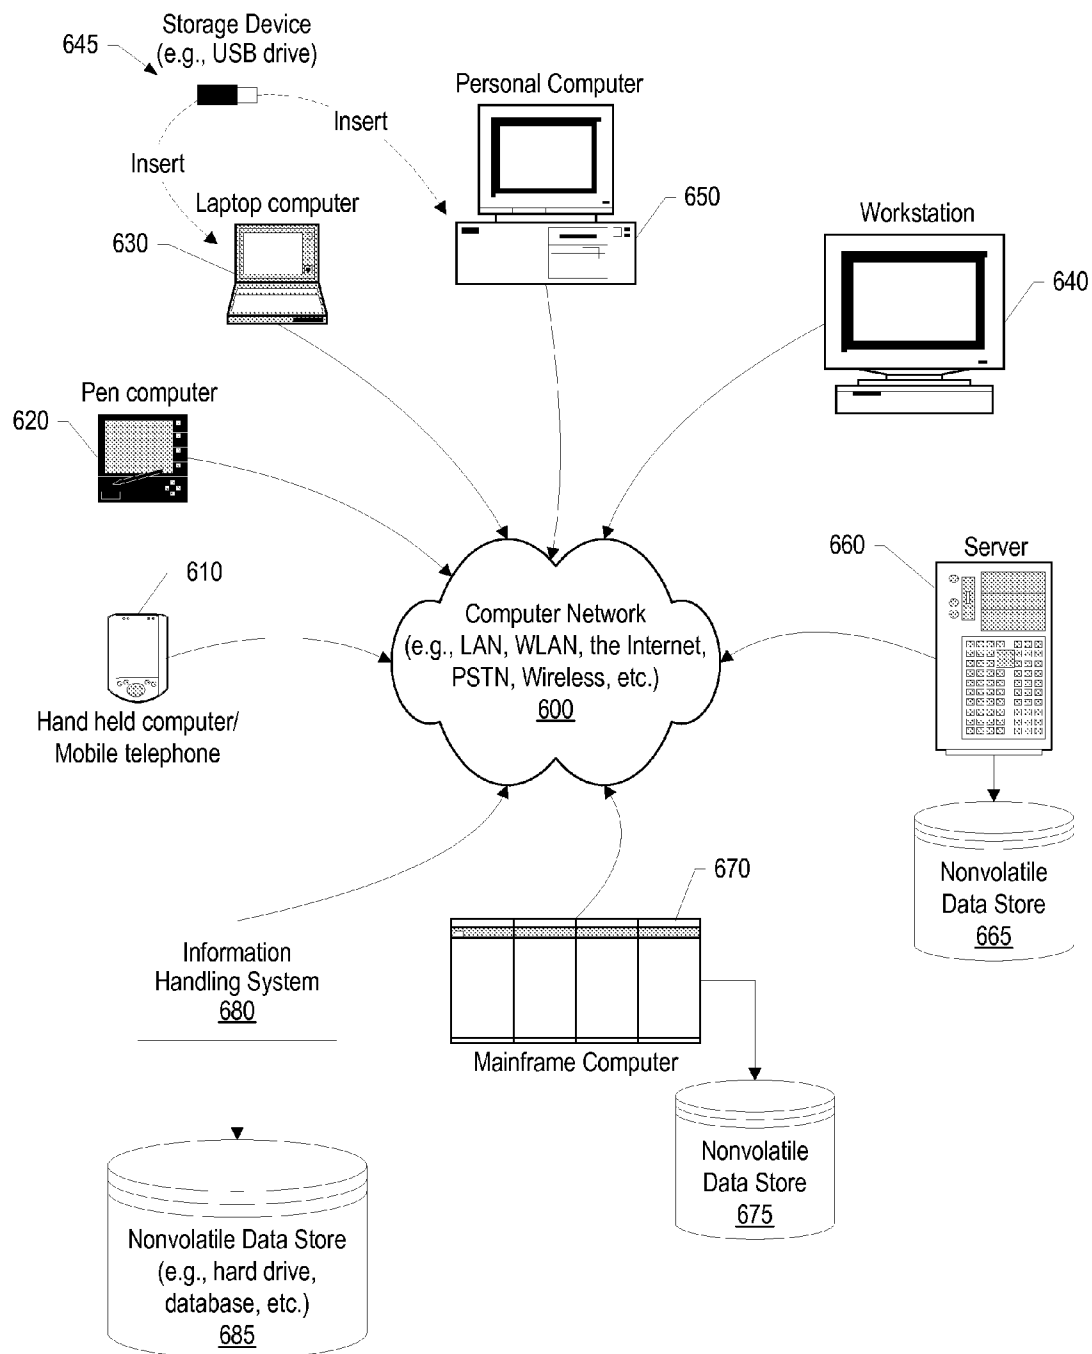 Storage Device
(e.g., USB drive)
645
Insert
Insert
Personal Computer
650
Laptop computer
630
Workstation
640
Pen computer
620
610
Hand held computer/
Mobile telephone
Computer Network
(e.g., LAN, WLAN, the Internet,
PSTN, Wireless, etc.)
600
660
Server
Nonvolatile
Data Store
665
670
Mainframe Computer
Nonvolatile
Data Store
675
Information
Handling System
680
Nonvolatile Data Store
(e.g., hard drive,
database, etc.)
685